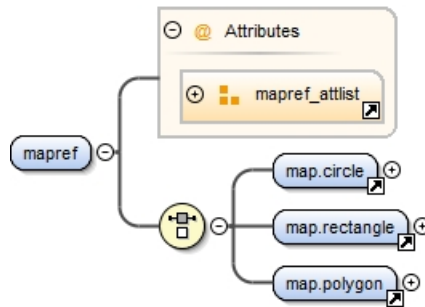 @ Attributes
mapref_attlist
mapref
map.circle
map.rectangle
map.polygon